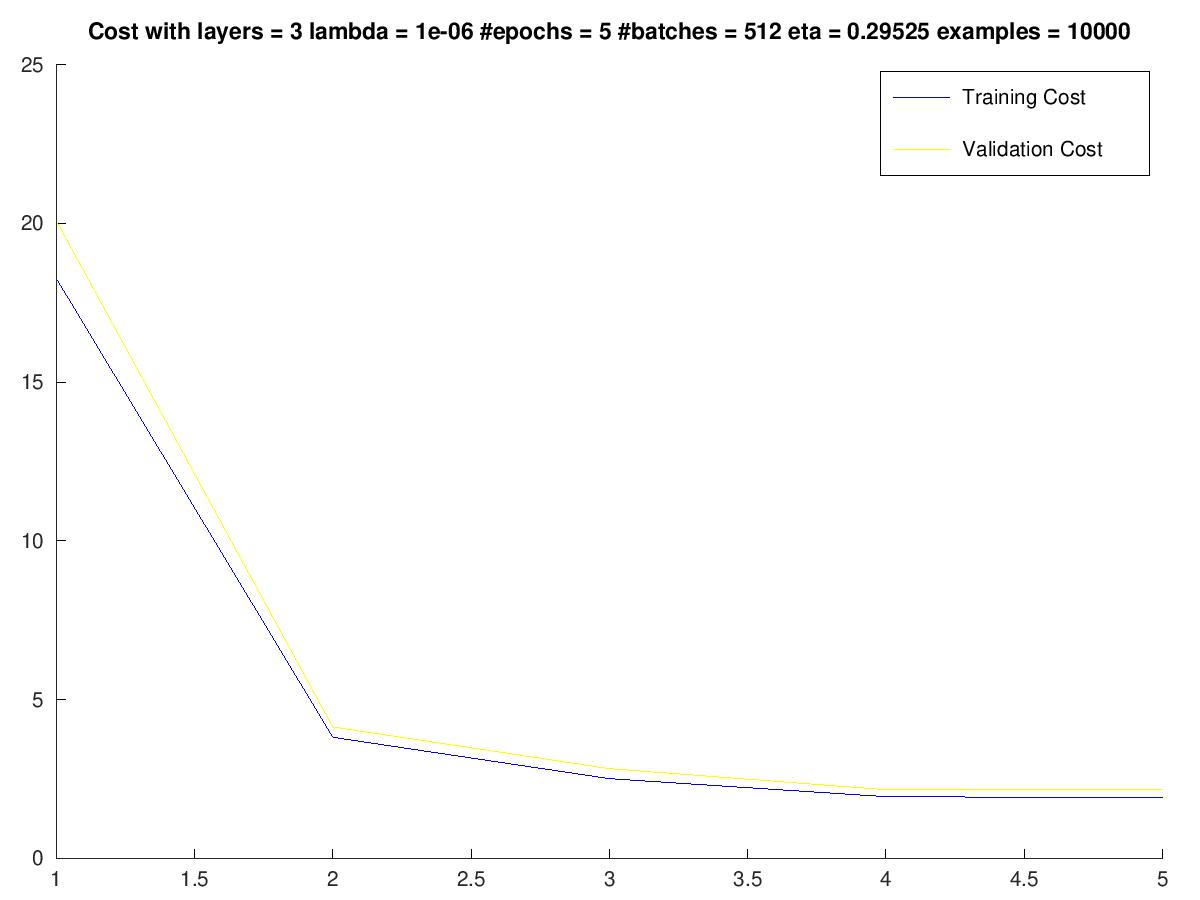 Cost with layers = 3 lambda = 1e-06 #epochs = 5 #batches = 512 eta = 0.29525 examples = 10000
25
Training Cost
Validation Cost
20
15
10
5
0
1 1.5 2 2.5 3 3.5 4 4.5 5